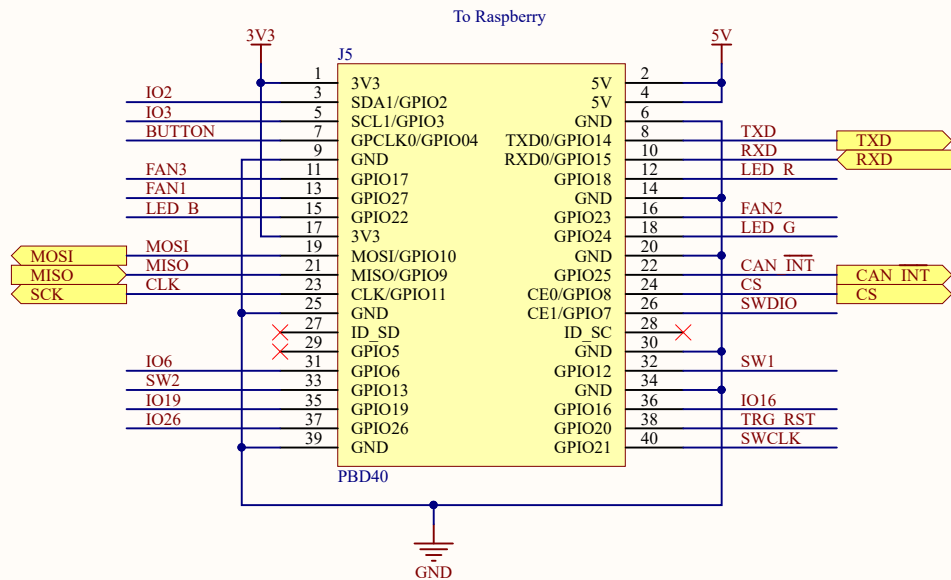 To Raspberry
3V3 5V
J5
1 3V3 5V 2
IO2 3 SDA1/GPIO2 5V 4
IO3 5 SCL1/GPIO3 GND 6
BUTTON 7 GPCLK0/GPIO04 TXD0/GPIO14 8 TXD TXD
9 GND RXD0/GPIO15 10 RXD RXD
FAN3 11 GPIO17 GPIO18 12 LED_R
FAN1 13 GPIO27 GND 14
LED_B 15 GPIO22 GPIO23 16 FAN2
17 3V3 GPIO24 18 LED_G
MOSI MOSI 19 MOSI/GPIO10 GND 20
MISO MISO 21 MISO/GPIO9 GPIO25 22 CAN_INT CAN_INT
SCK CLK 23 CLK/GPIO11 CE0/GPIO8 24 CS CS
25 GND CE1/GPIO7 26 SWDIO
27 ID_SD ID_SC 28
29 GPIO5 GND 30
IO6 31 GPIO6 GPIO12 32 SW1
SW2 33 GPIO13 GND 34
IO19 35 GPIO19 GPIO16 36 IO16
IO26 37 GPIO26 GPIO20 38 TRG_RST
39 GND GPIO21 40 SWCLK
PBD40
GND